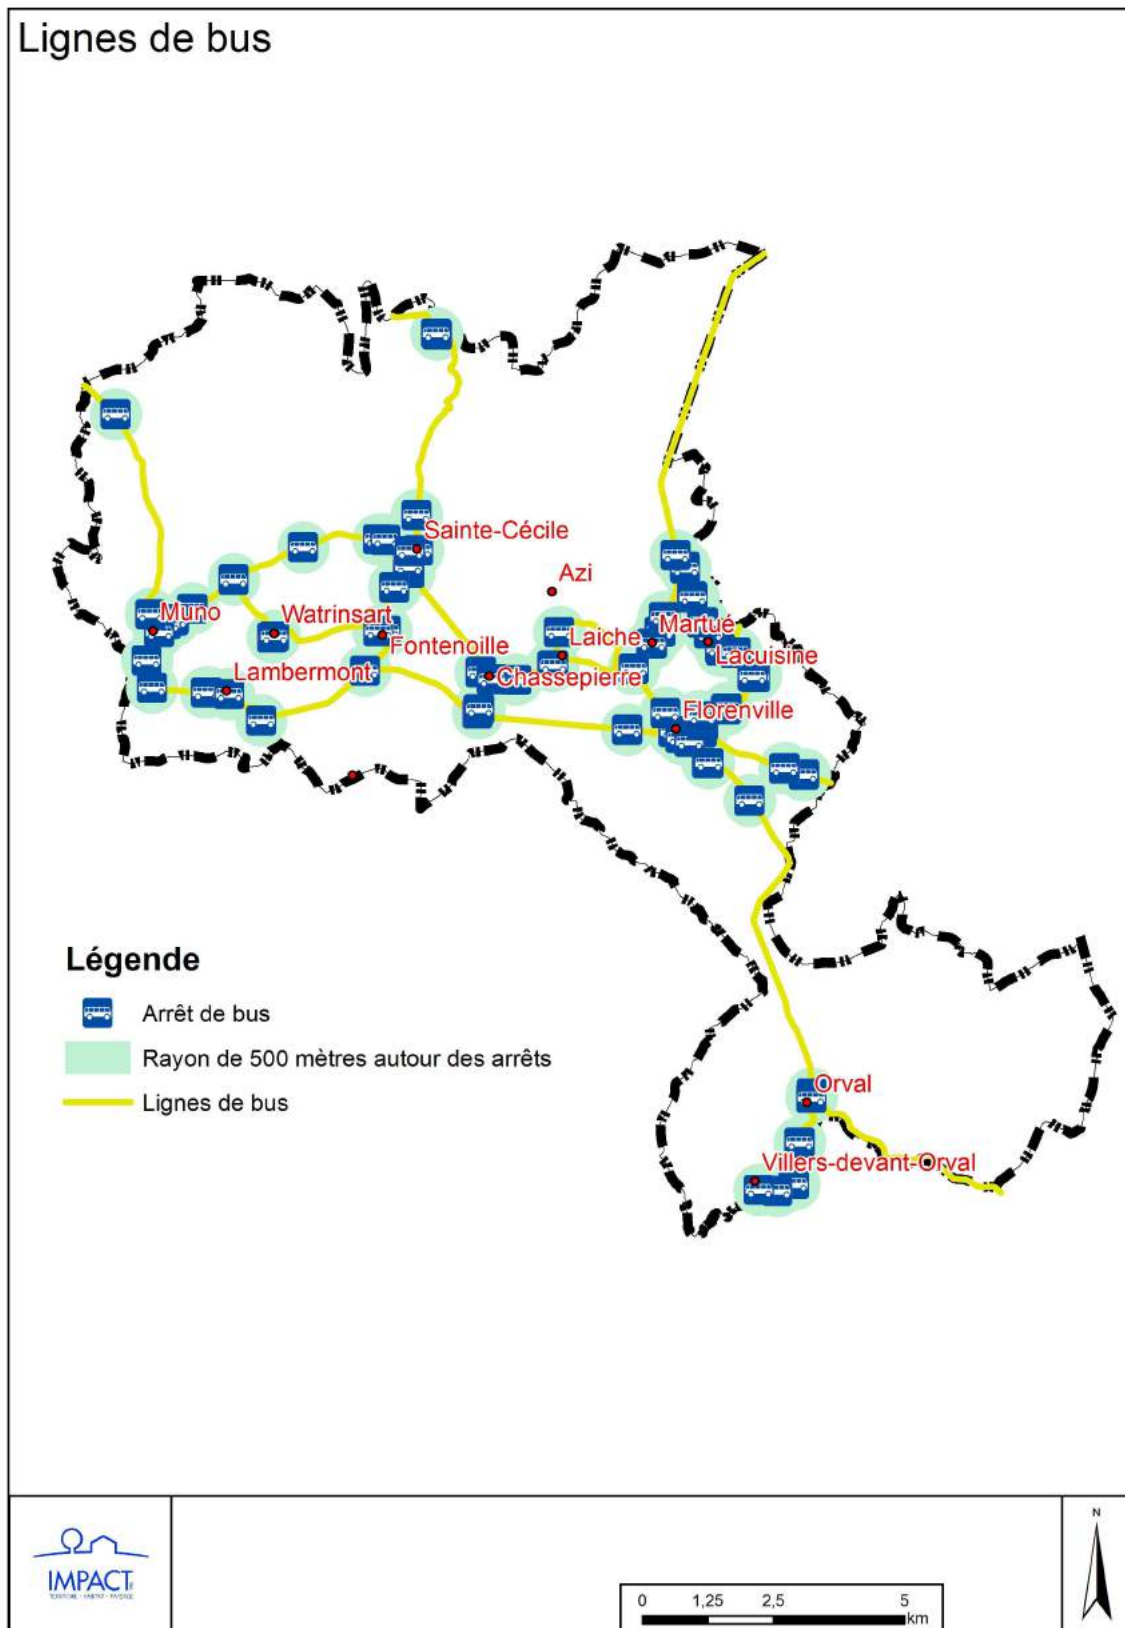 Lignes de bus
Sainte-Cécile
Azi
Muno
Watrinsart
Fontenoille
Laiche
Martué
Lacuisine
Lambermont
Chassepierre
Florenville
Légende
Arrêt de bus
Rayon de 500 mètres autour des arrêts
Lignes de bus
Orval
Villers-devant-Orval
N
IMPACT
0 1,25 2,5 5
km